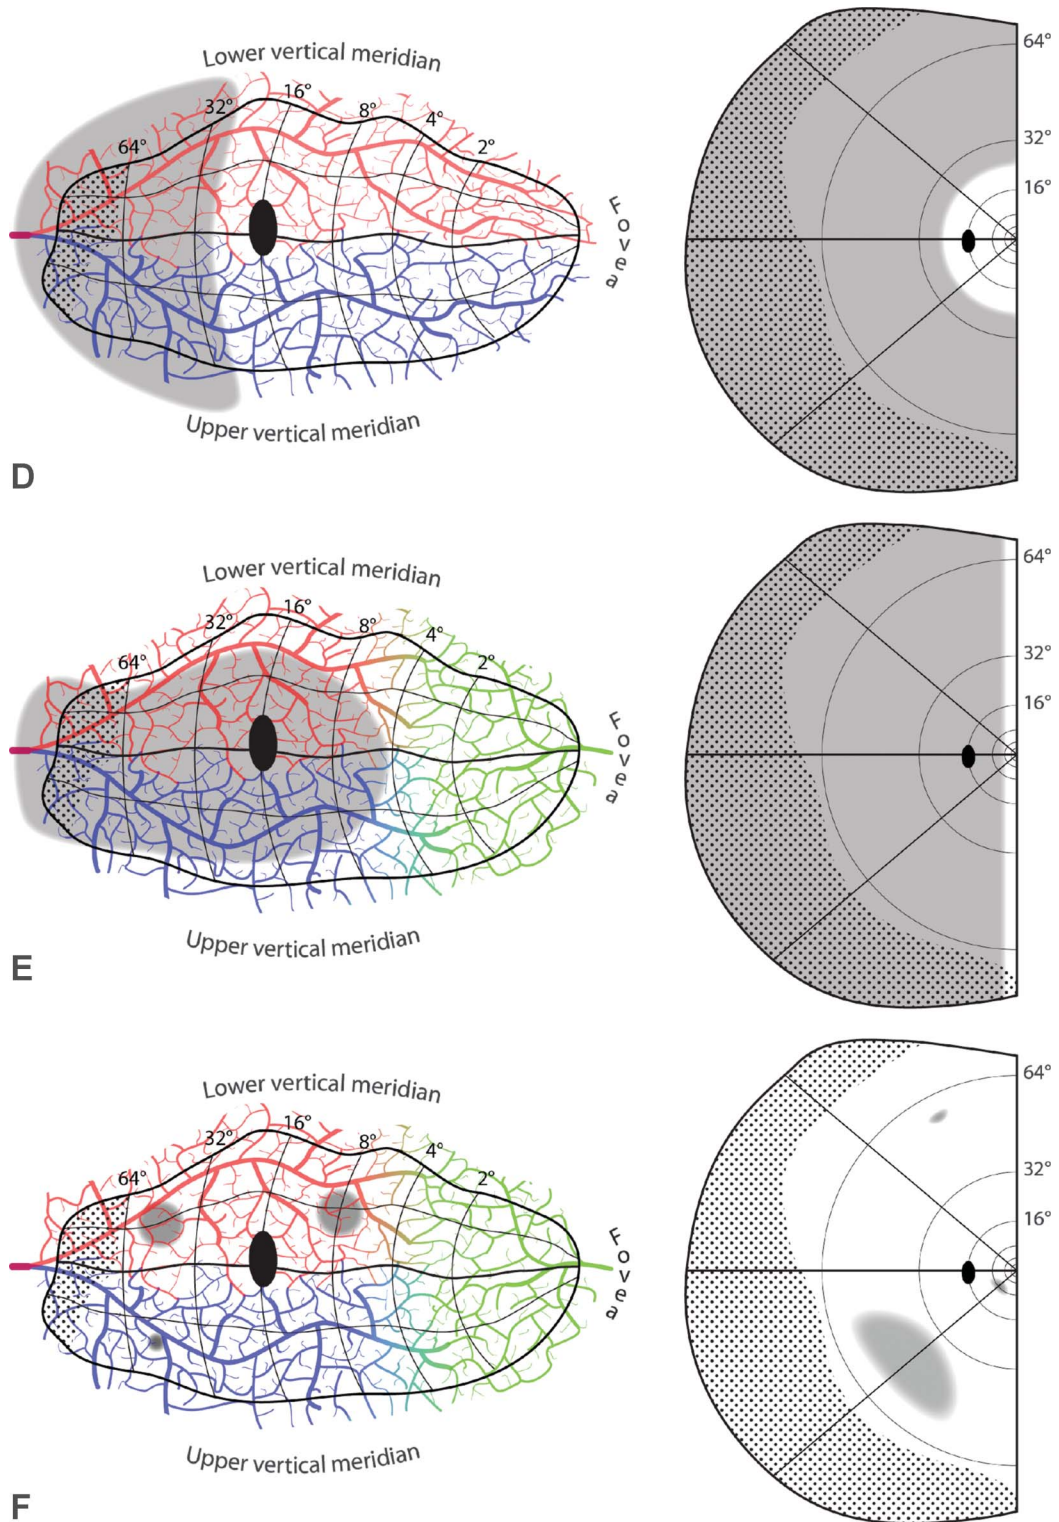 Lower vertical meridian
64° 32° 16° 8° 4° 2°
Fovea
Upper vertical meridian
64°
32°
16°
D
Lower vertical meridian
64° 32° 16° 8° 4° 2°
Fovea
Upper vertical meridian
64°
32°
16°
E
Lower vertical meridian
64° 32° 16° 8° 4° 2°
Fovea
Upper vertical meridian
64°
32°
16°
F